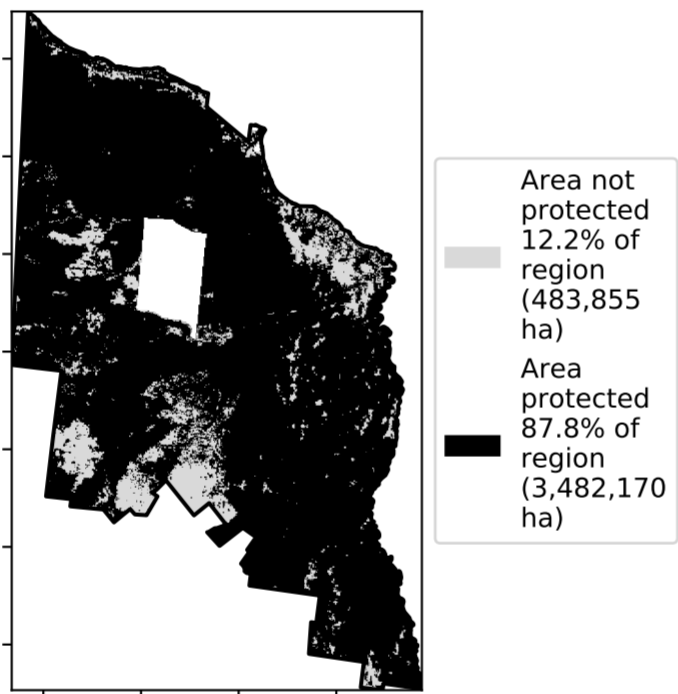 Area not
protected
12.2% of
region
(483,855
ha)
Area
protected
87.8% of
region
(3,482,170
ha)